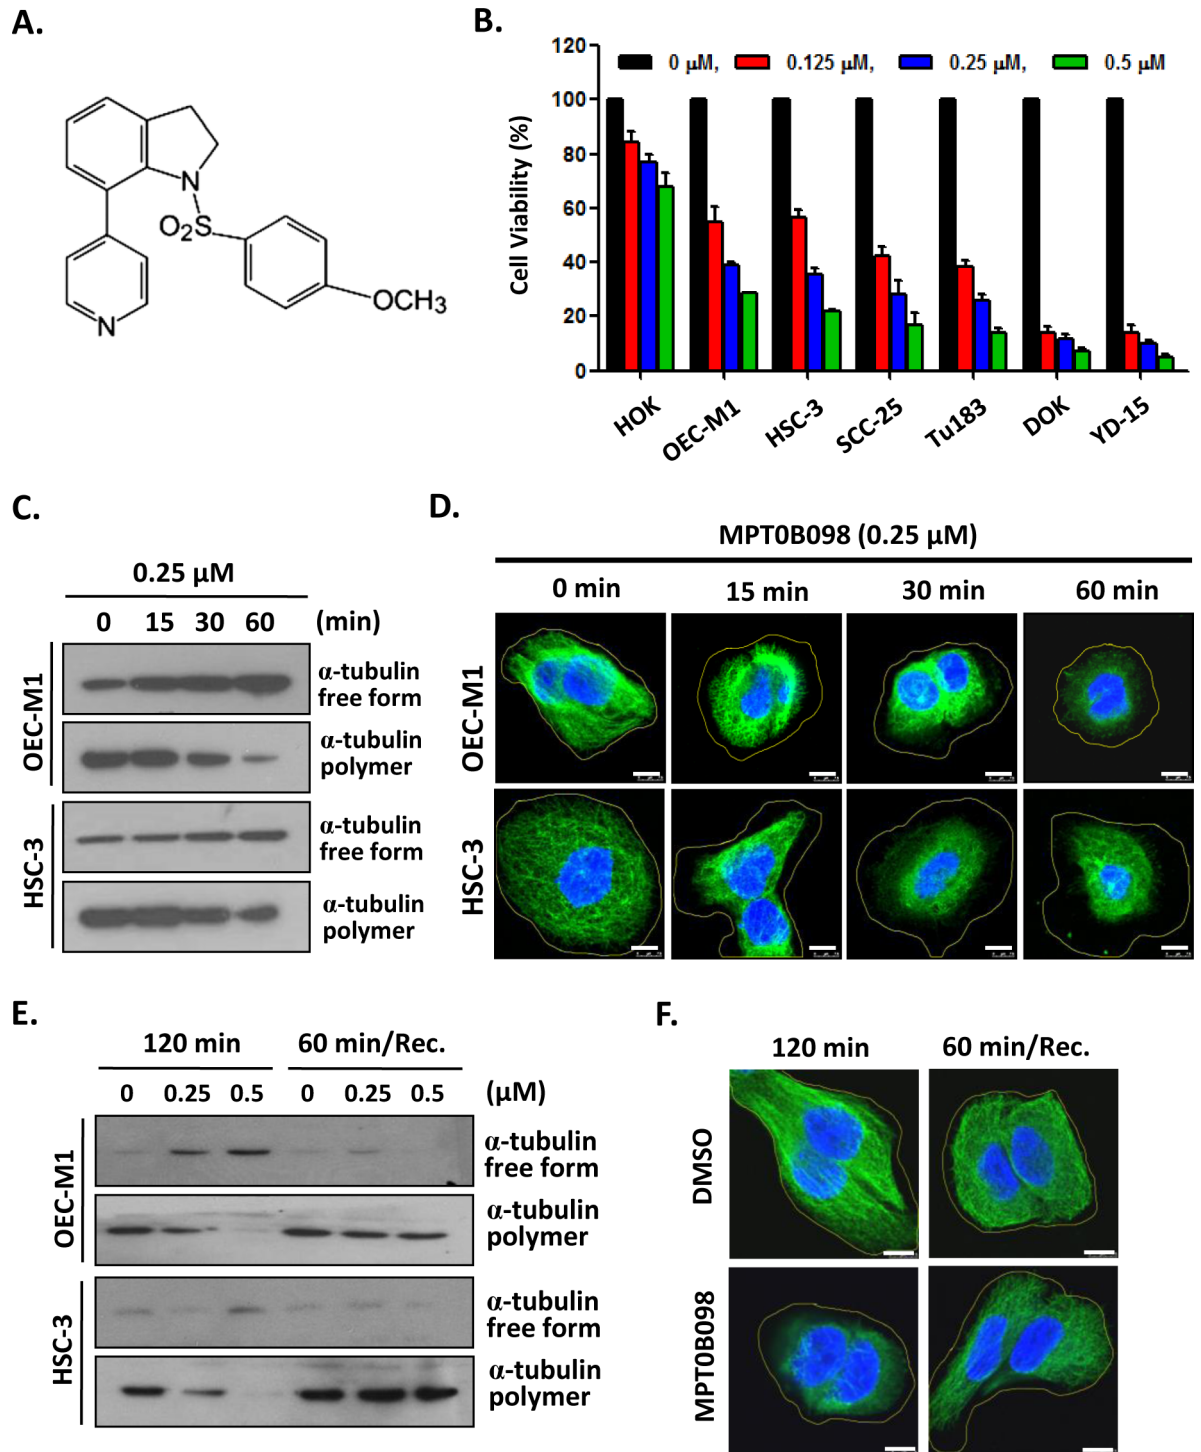 A.
N
O2S
OCH3
N
B.
Cell Viability (%)
120
100
80
60
40
20
0
0 µM, 0.125 µM, 0.25 µM, 0.5 µM
HOK OEC-M1 HSC-3 SCC-25 Tu183 DOK YD-15
C.
0.25 µM
0 15 30 60 (min)
OEC-M1
α-tubulin
free form
α-tubulin
polymer
HSC-3
α-tubulin
free form
α-tubulin
polymer
D.
MPT0B098 (0.25 µM)
0 min 15 min 30 min 60 min
OEC-M1
HSC-3
E.
120 min 60 min/Rec.
0 0.25 0.5 0 0.25 0.5 (µM)
OEC-M1
α-tubulin
free form
α-tubulin
polymer
HSC-3
α-tubulin
free form
α-tubulin
polymer
F.
120 min 60 min/Rec.
DMSO
MPT0B098